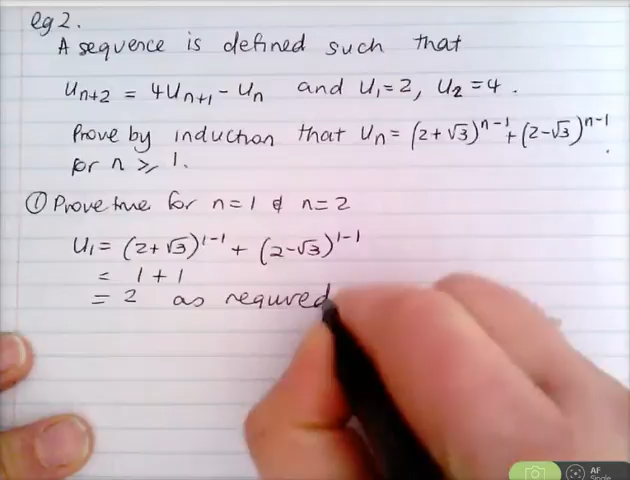 eg 2.
A sequence is defined such that
Uₙ₊₂ = 4Uₙ₊₁ - Uₙ and U₁ = 2, U₂ = 4.
Prove by induction that Uₙ = (2 + √3)ⁿ⁻¹ + (2 - √3)ⁿ⁻¹
for n ⩾ 1.
① Prove true for n = 1 & n = 2
U₁ = (2 + √3)¹⁻¹ + (2 - √3)¹⁻¹
= 1 + 1
= 2 as required
AF
Single